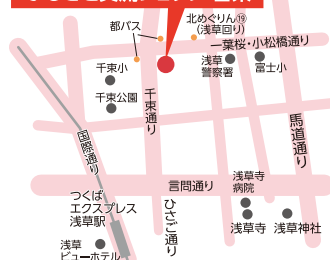 都バス
北めぐりん⑲
(浅草回り)
一葉桜・小松橋通り
千束小
浅草
警察署
富士小
千束公園
千束通り
国際通り
馬道通り
言問通り
浅草寺
病院
つくば
エクスプレス
浅草駅
ひさご通り
浅草寺
浅草神社
浅草
ビューホテル